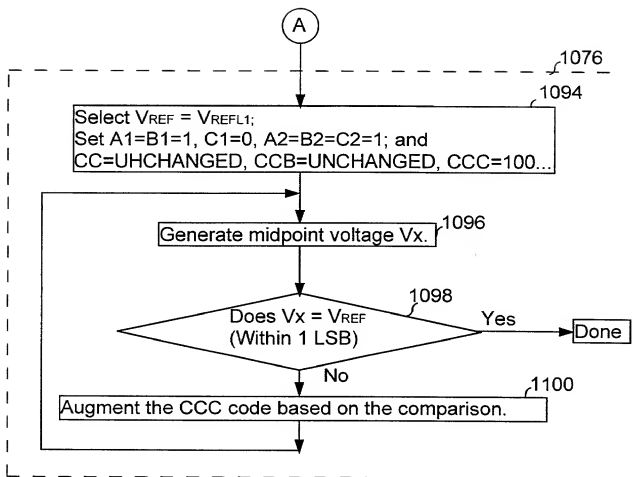 A
1076
1094
Select VREF = VREFL1;
Set A1=B1=1, C1=0, A2=B2=C2=1; and
CC=UHCHANGED, CCB=UNCHANGED, CCC=100...
Generate midpoint voltage Vx.
1096
1098
Does Vx = VREF
(Within 1 LSB)
Yes
Done
No
1100
Augment the CCC code based on the comparison.